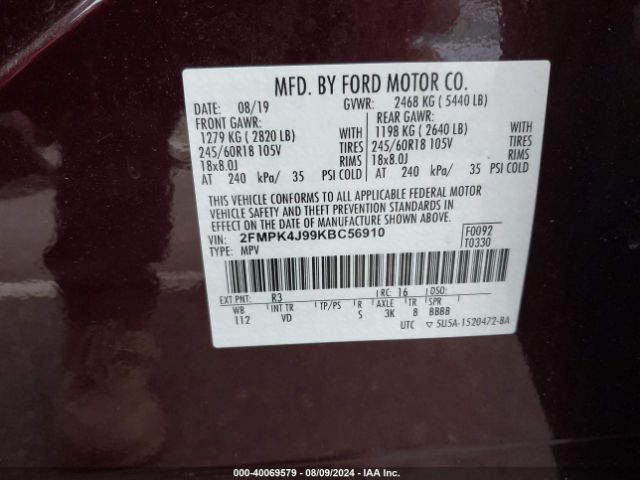 MFD. BY FORD MOTOR CO.
DATE: 08/19 GVWR: 2468 KG ( 5440 LB)
FRONT GAWR: REAR GAWR:
1279 KG ( 2820 LB) WITH 1198 KG ( 2640 LB) WITH
245/60R18 105V TIRES 245/60R18 105V TIRES
18x8.0J RIMS 18x8.0J RIMS
AT 240 kPa/ 35 PSI COLD AT 240 kPa/ 35 PSI COLD
THIS VEHICLE CONFORMS TO ALL APPLICABLE FEDERAL MOTOR
VEHICLE SAFETY AND THEFT PREVENTION STANDARDS IN
EFFECT ON THE DATE OF MANUFACTURE SHOWN ABOVE.
VIN: 2FMPK4J99KBC56910 F0092
TYPE: MPV T0330
EXT PNT: R3 RC: 16 DSO:
WB INT TR TP/PS R AXLE TR SPR
112 VD S 3K 8 BBBB
UTC ▽ 5U5A-1520472-BA
000-40069579 - 08/09/2024 - IAA Inc.